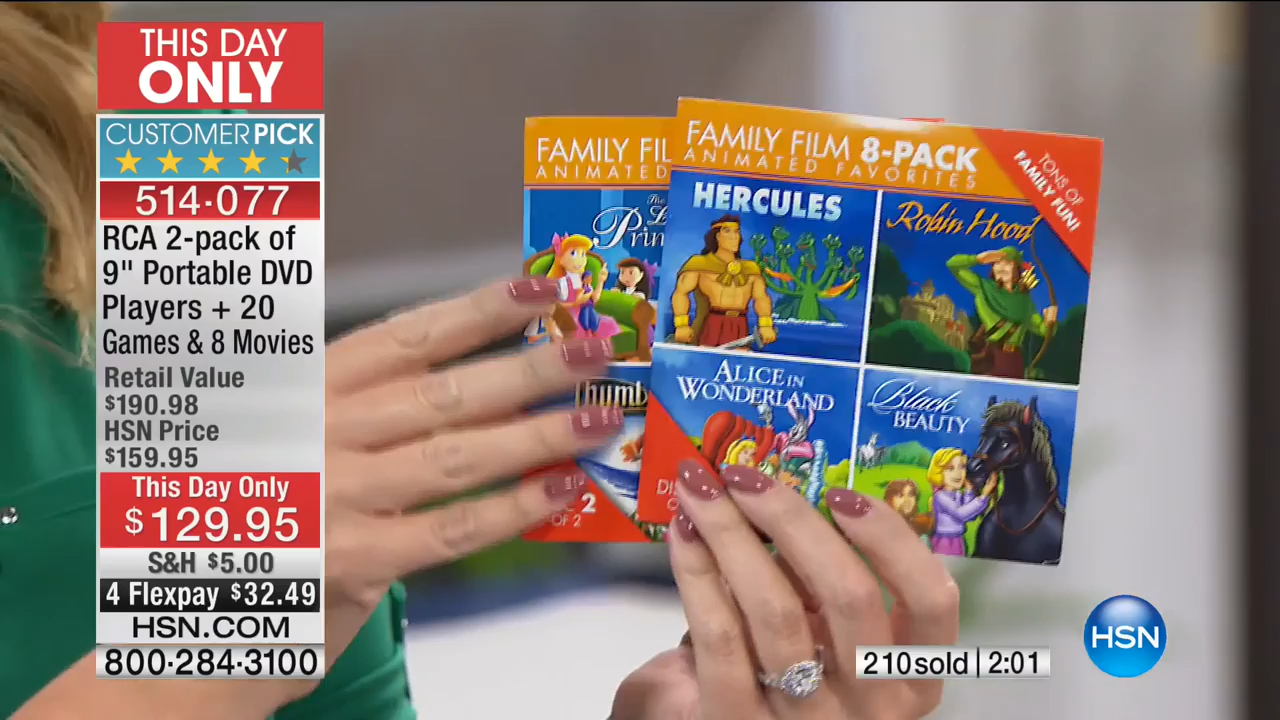 THIS DAY
ONLY
CUSTOMER PICK
514·077
RCA 2-pack of
9" Portable DVD
Players + 20
Games & 8 Movies
Retail Value
$190.98
HSN Price
$159.95
This Day Only
$129.95
S&H $5.00
4 Flexpay $32.49
HSN.COM
800·284·3100
FAMILY
ANIMATED
The
2
OF 2
FAMILY FILM 8-PACK
ANIMATED FAVORITES
TONS OF
FAMILY FUN!
HERCULES
Robin Hood
ALICE IN
WONDERLAND
Black
BEAUTY
210 sold | 2:01
HSN